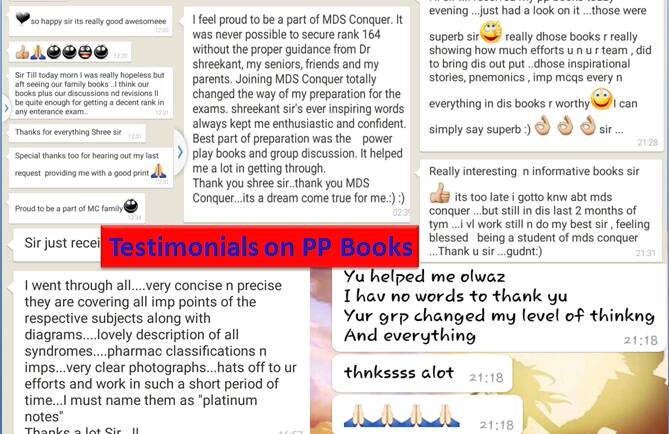 so happy sir its really good awesomeee
12:20
12:20
Sir Till today morn I was really hopeless but
aft seeing our family books ..I think our
books plus our discussions nd revisions II
be quite enough for getting a decent rank in
any enterance exam..
12:31
Thanks for everything Shree sir
12:31
Special thanks too for hearing out my last
request providing me with a good print
12:31
Proud to be a part of MC family
12:34
Sir just recei
I feel proud to be a part of MDS Conquer. It
was never possible to secure rank 164
without the proper guidance from Dr
shreekant, my seniors, friends and my
parents. Joining MDS Conquer totally
changed the way of my preparation for the
exams. shreekant sir's ever inspiring words
always kept me enthusiastic and confident.
Best part of preparation was the power
play books and group discussion. It helped
me a lot in getting through.
Thank you shree sir..thank you MDS
Conquer...its a dream come true for me.:) :)
02:39
evening ...just had a look on it ...those were
superb sir really dhose books r really
showing how much efforts u n u r team , did
to bring dis out put ..dhose inspirational
stories, pnemonics , imp mcqs every n
everything in dis books r worthy I can
simply say superb :) sir ...
21:28
Really interesting n informative books sir
its too late i gotto knw abt mds
conquer ...but still in dis last 2 months of
tym ...i vl work still n do my best sir , feeling
blessed being a student of mds conquer
...Thank u sir ...gudnt:)
21:31
Testimonials on PP Books
I went through all....very concise n precise
they are covering all imp points of the
respective subjects along with
diagrams....lovely description of all
syndromes....pharmac classifications n
imps...very clear photographs...hats off to ur
efforts and work in such a short period of
time...I must name them as "platinum
notes"
Thanks a lot Sir
Yu helped me olwaz
I hav no words to thank yu
Yur grp changed my level of thinkng
And everything
21:18
thnkssss alot
21:18
21:18